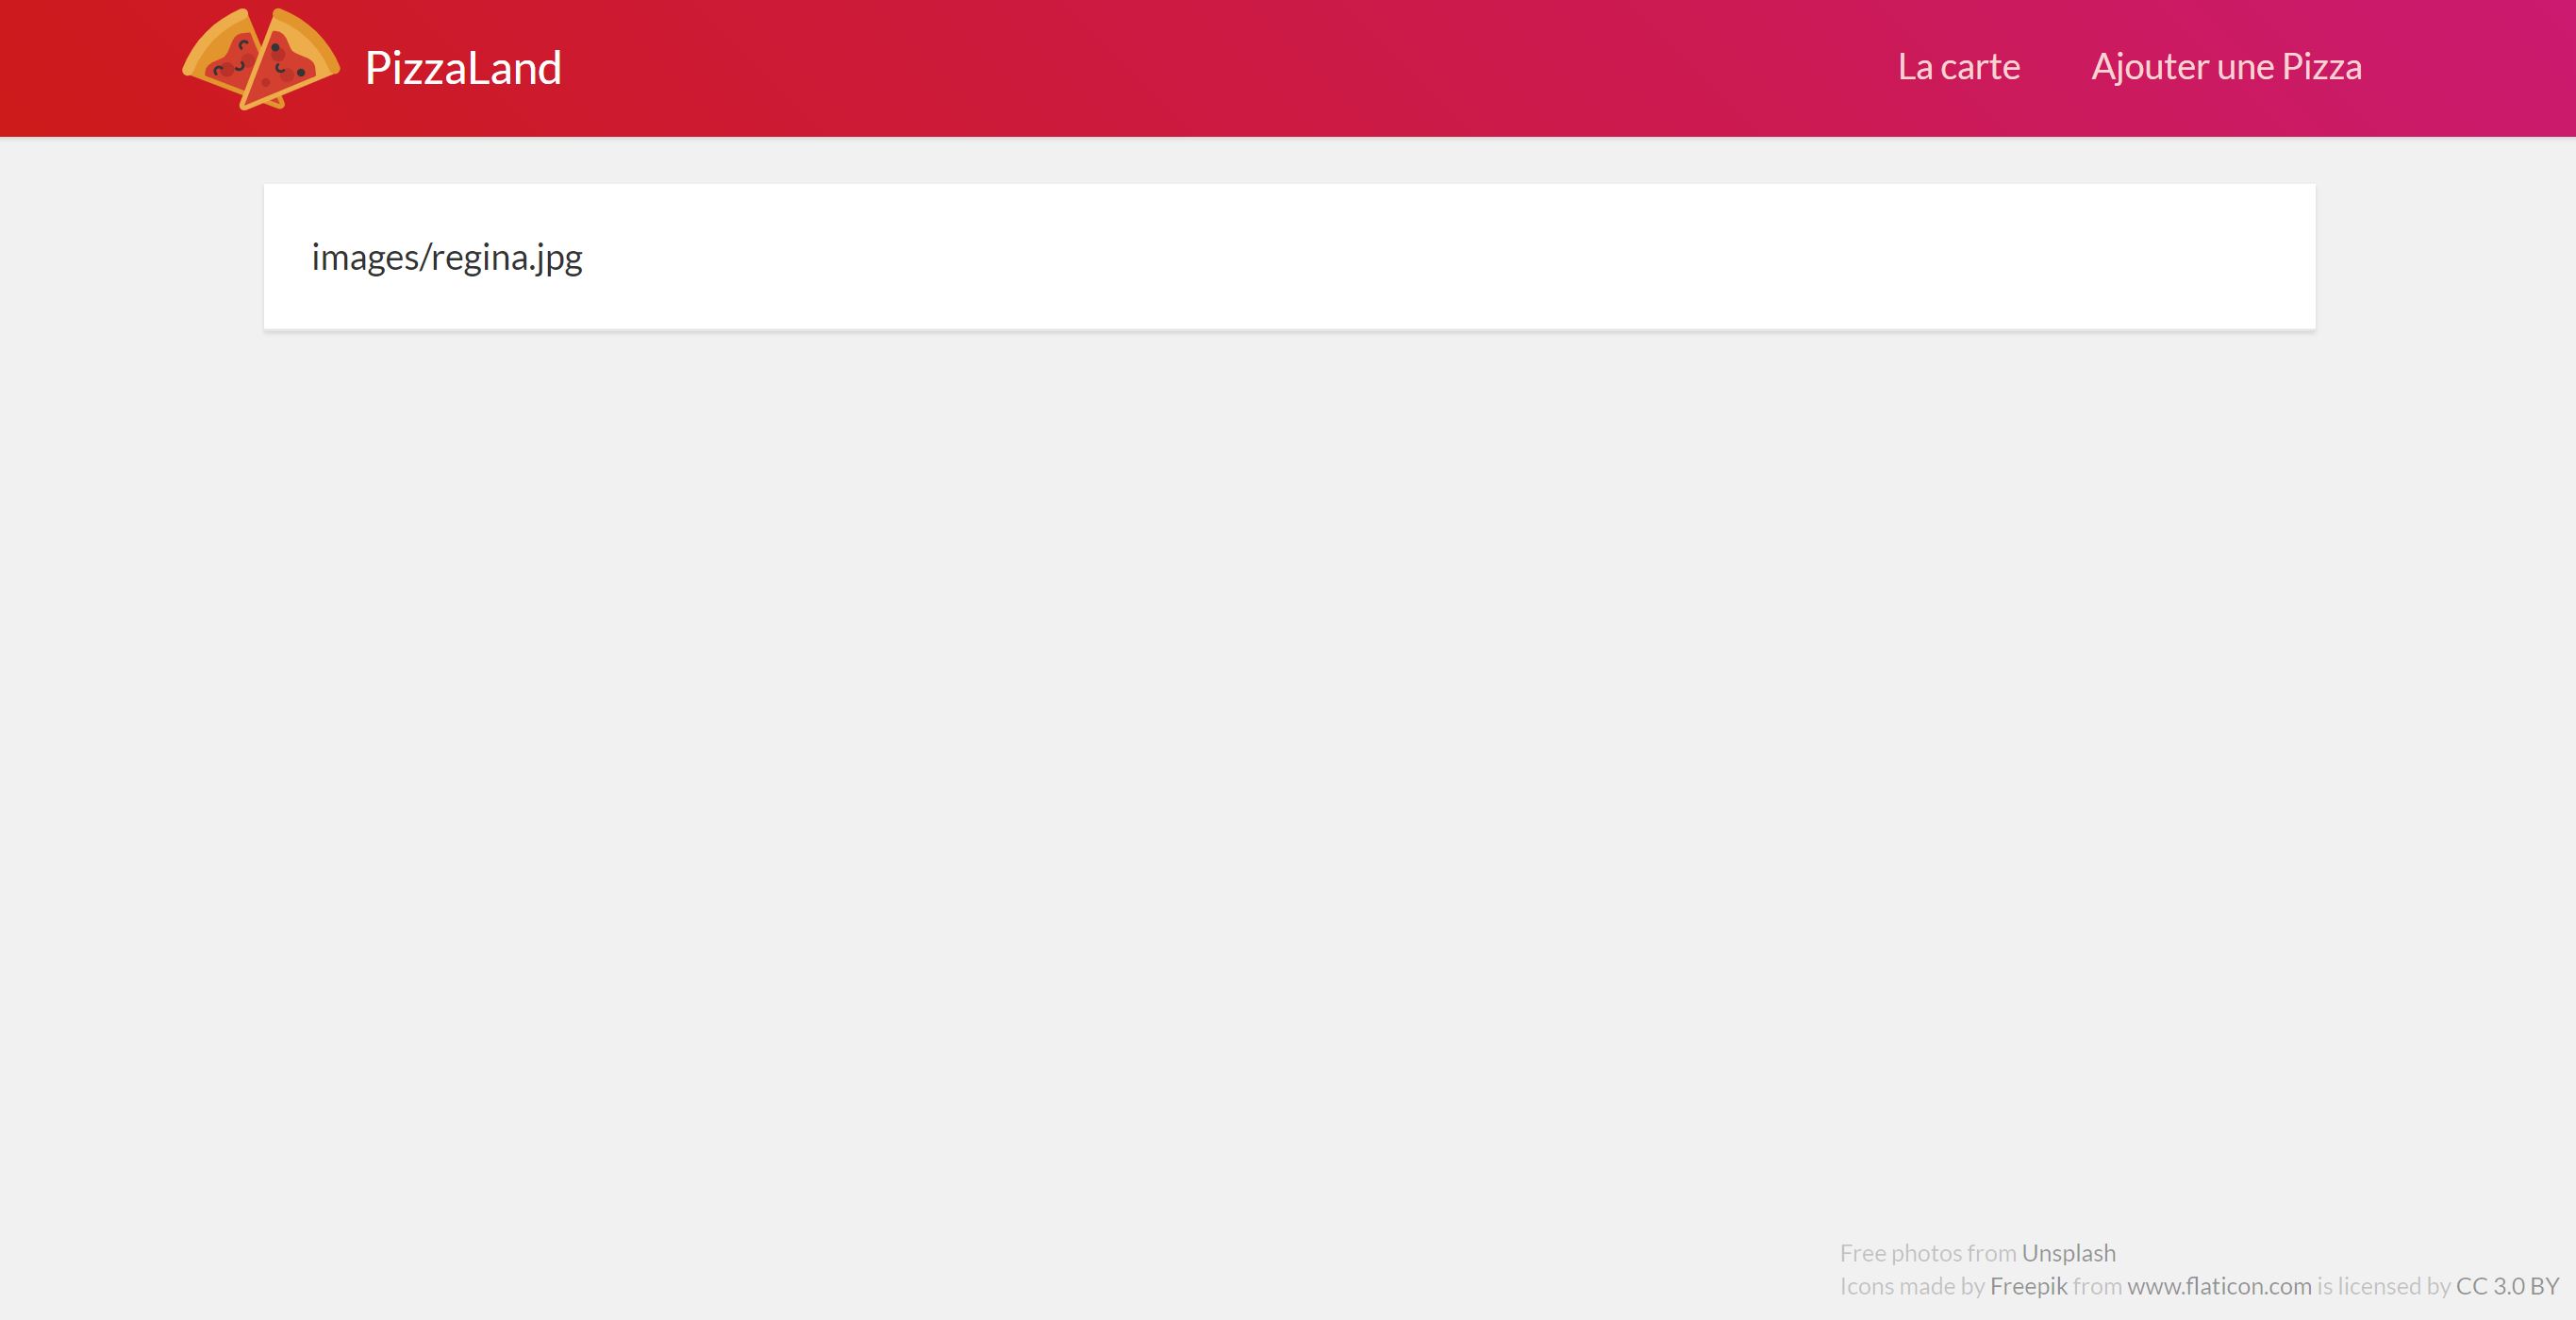 PizzaLand
La carte
Ajouter une Pizza
images/regina.jpg
Free photos from Unsplash
Icons made by Freepik from www.flaticon.com is licensed by CC 3.0 BY